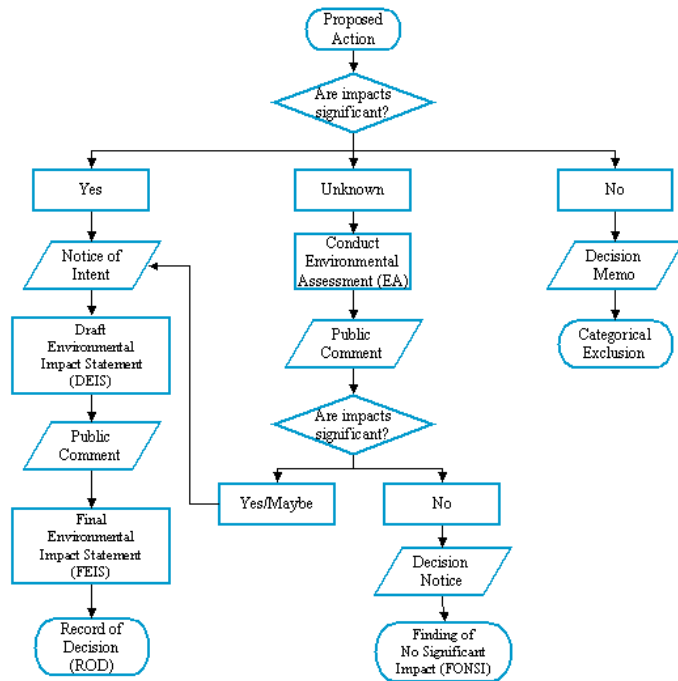 Proposed
Action
Are impacts
significant?
Yes
Unknown
No
Notice of
Intent
Conduct
Environmental
Assessment (EA)
Decision
Memo
Draft
Environmental
Impact Statement
(DEIS)
Public
Comment
Categorical
Exclusion
Public
Comment
Are impacts
significant?
Yes/Maybe
No
Final
Environmental
Impact Statement
(FEIS)
Decision
Notice
Record of
Decision
(ROD)
Finding of
No Significant
Impact (FONSI)